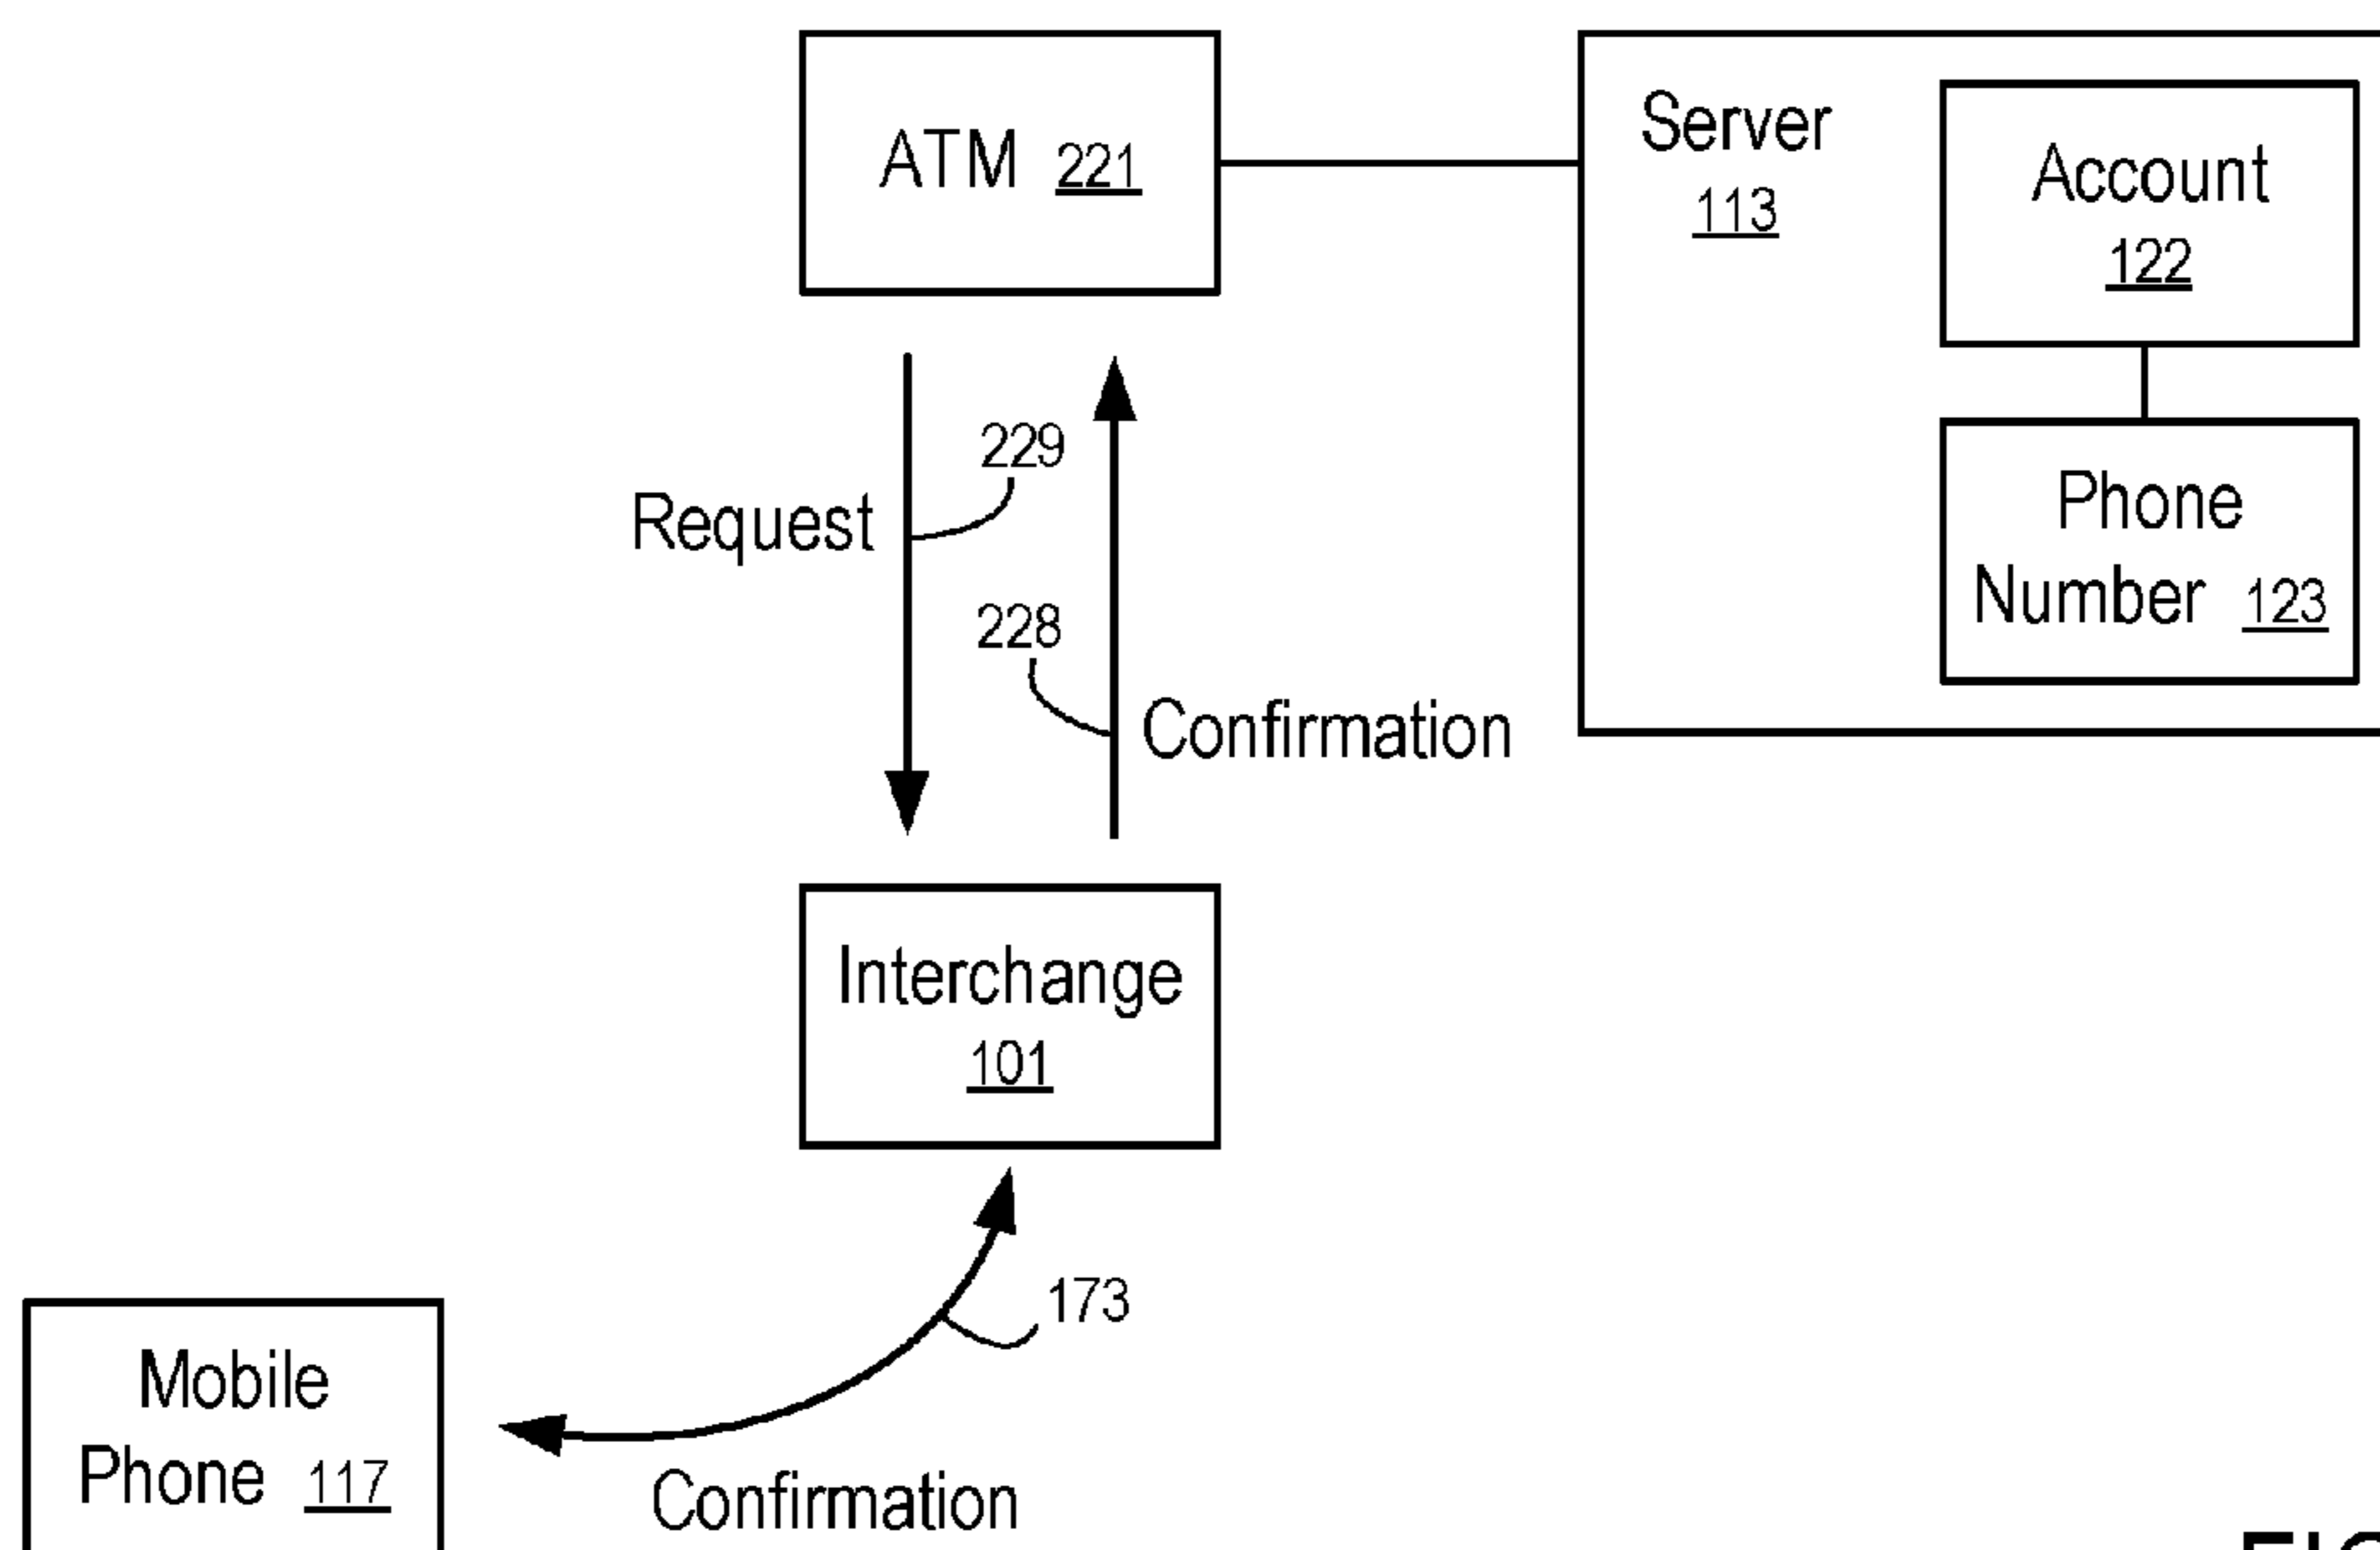 ATM 221
Server
113
Account
122
Phone
Number 123
229
Request
228
Confirmation
Interchange
101
173
Mobile
Phone 117
Confirmation